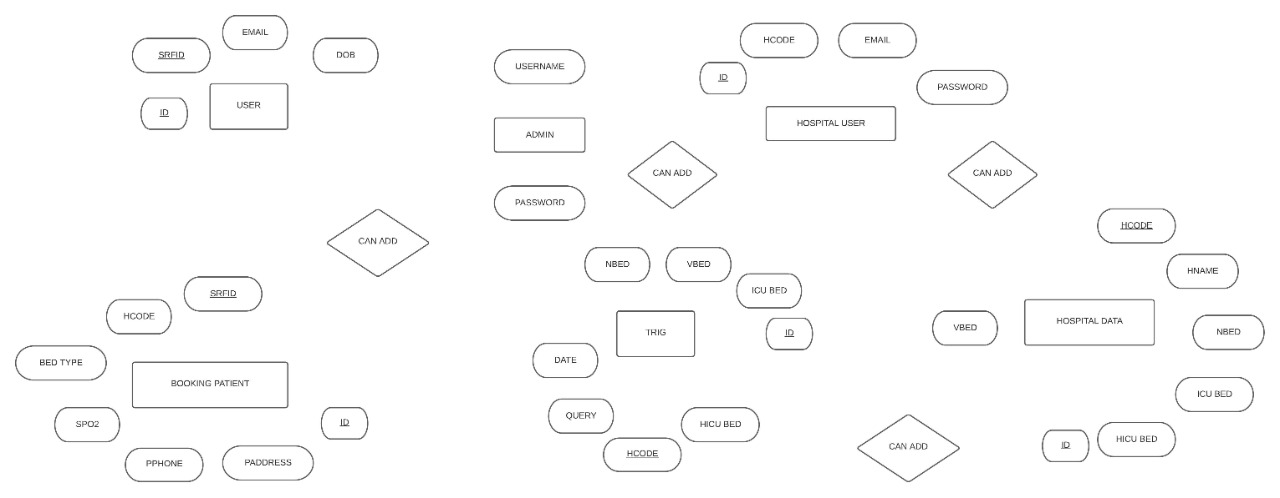 EMAIL
SRFID
DOB
ID
USER
USERNAME
ADMIN
PASSWORD
HCODE
EMAIL
ID
PASSWORD
HOSPITAL USER
CAN ADD
CAN ADD
CAN ADD
SRFID
HCODE
BED TYPE
BOOKING PATIENT
SPO2
ID
PPHONE
PADDRESS
NBED
VBED
ICU BED
TRIG
ID
DATE
QUERY
HICU BED
HCODE
HCODE
HNAME
VBED
HOSPITAL DATA
NBED
ICU BED
HICU BED
ID
CAN ADD